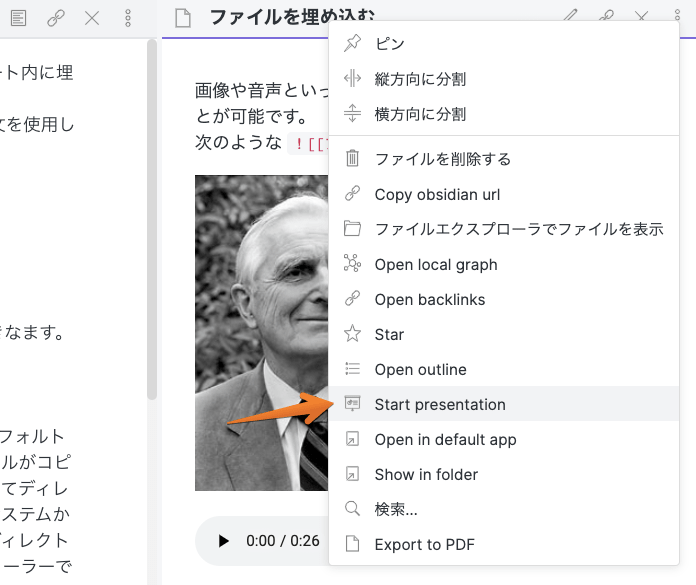 ート内に埋
文を使用し
きなます。
フォルト
ルがコピ
てディレ
ステムか
ディレクト
ーラーで
ファイルを埋め込む
画像や音声といっ
とが可能です。
次のような ![[
0:00 / 0:26
ピン
縦方向に分割
横方向に分割
ファイルを削除する
Copy obsidian url
ファイルエクスプローラでファイルを表示
Open local graph
Open backlinks
Star
Open outline
Start presentation
Open in default app
Show in folder
検索...
Export to PDF